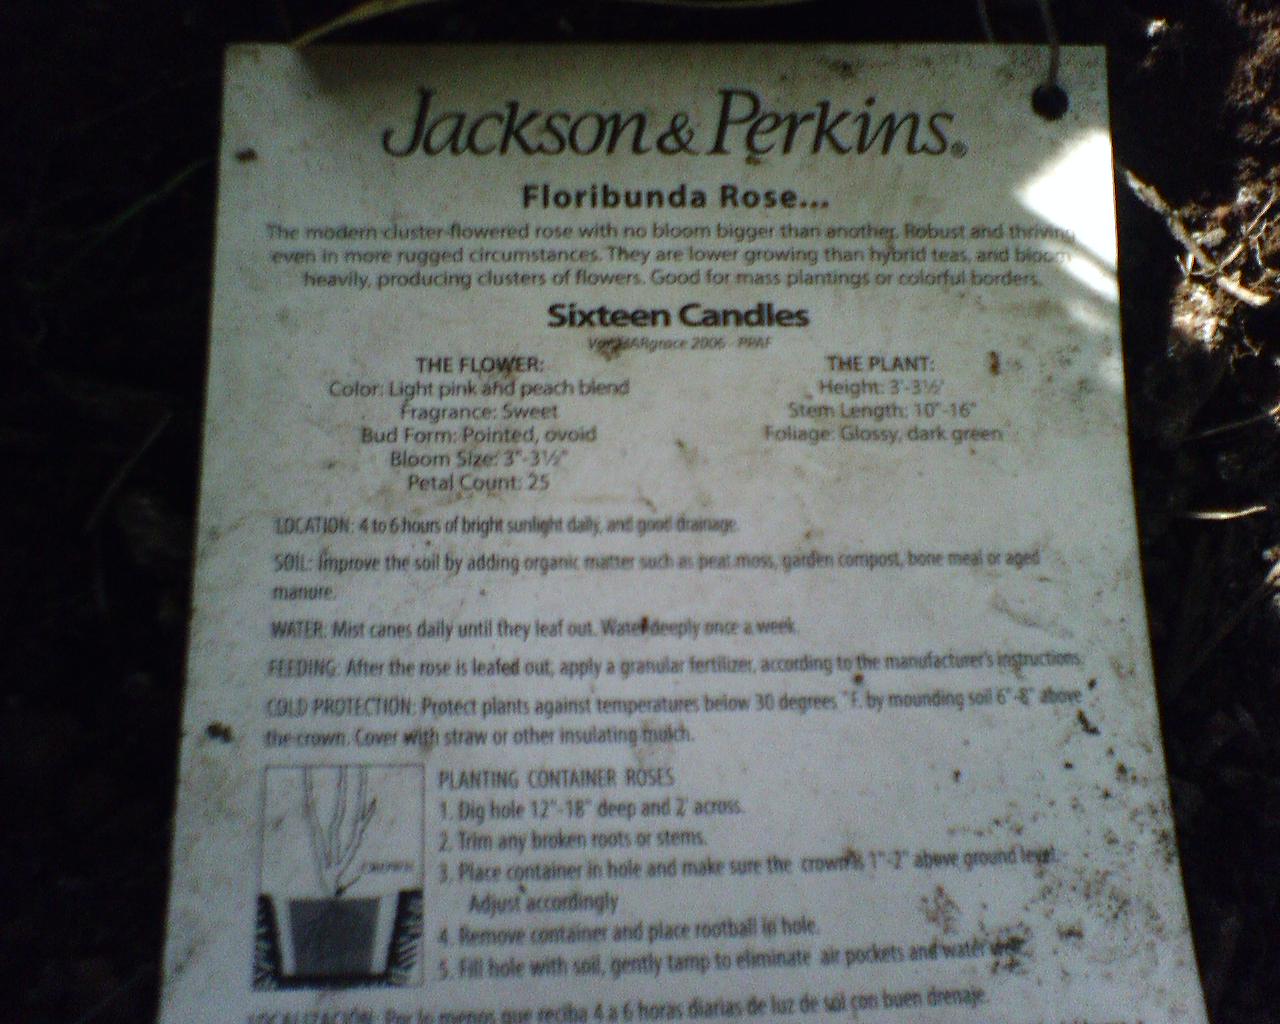 Jackson & Perkins®
Floribunda Rose...
The modern cluster-flowered rose with no bloom bigger than another. Robust and thriving
even in more rugged circumstances. They are lower growing than hybrid teas, and bloom
heavily, producing clusters of flowers. Good for mass plantings or colorful borders.
Sixteen Candles
2006 - PPAF
THE FLOWER:
Color: Light pink and peach blend
Fragrance: Sweet
Bud Form: Pointed, ovoid
Bloom Size: 3"-3½"
Petal Count: 25
THE PLANT:
Height: 3'-3½'
Stem Length: 10"-16"
Foliage: Glossy, dark green
LOCATION: 4 to 6 hours of bright sunlight daily, and good drainage.
SOIL: Improve the soil by adding organic matter such as peat moss, garden compost, bone meal or aged
manure.
WATER: Mist canes daily until they leaf out. Water deeply once a week.
FEEDING: After the rose is leafed out, apply a granular fertilizer, according to the manufacturer's instructions.
COLD PROTECTION: Protect plants against temperatures below 30 degrees °F. by mounding soil 6"-8" above
the crown. Cover with straw or other insulating mulch.
CROWN
PLANTING CONTAINER ROSES
1. Dig hole 12"-18" deep and 2' across.
2. Trim any broken roots or stems.
3. Place container in hole and make sure the crown is 1"-2" above ground level.
Adjust accordingly
4. Remove container and place rootball in hole.
5. Fill hole with soil, gently tamp to eliminate air pockets and water
LOCALIZACIÓN: Por lo menos que reciba 4 a 6 horas diarias de luz de sol con buen drenaje.